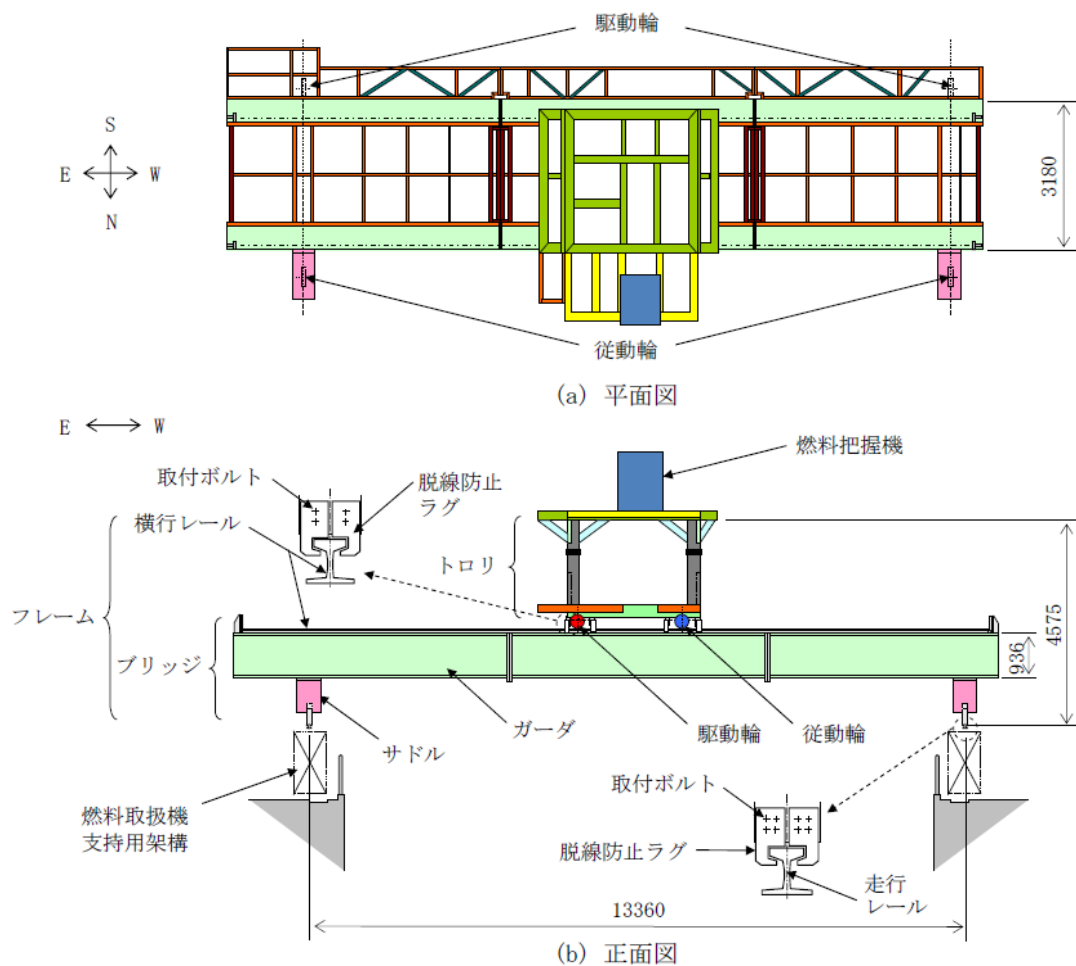 駆動輪
S
E W
N
3180
従動輪
(a) 平面図
E W
燃料把握機
取付ボルト
脱線防止
ラグ
横行レール
トロリ
フレーム
ブリッジ
4575
936
ガーダ
サドル
駆動輪
従動輪
燃料取扱機
支持用架構
取付ボルト
脱線防止ラグ
走行
レール
13360
(b) 正面図